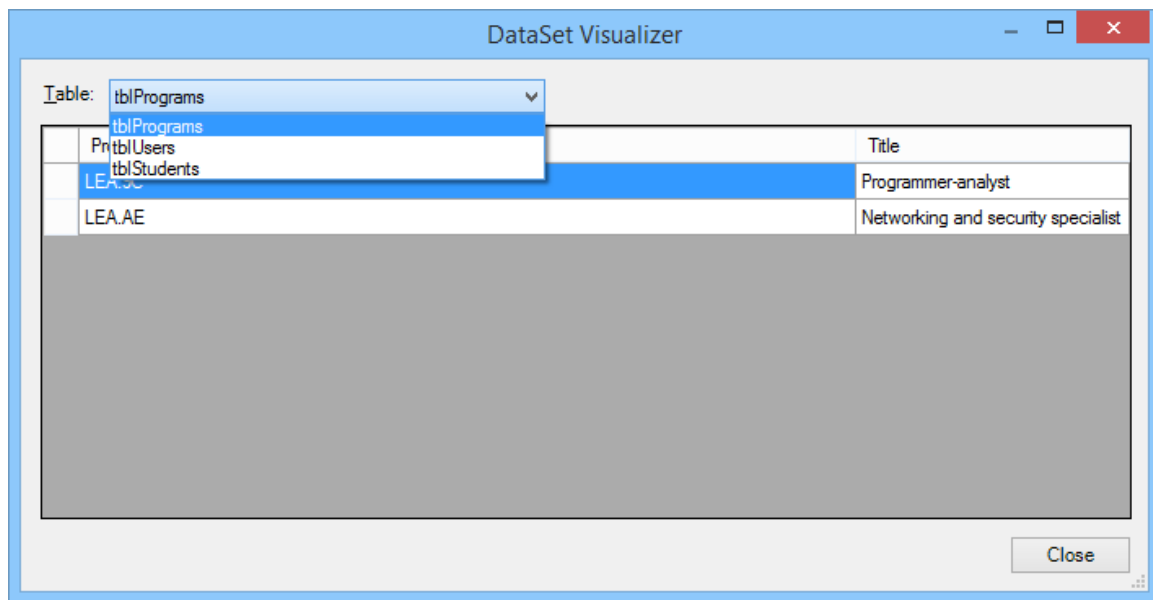 DataSet Visualizer
Table: tblPrograms
tblPrograms
tblUsers
tblStudents
Title
Programmer-analyst
LEA.AE Networking and security specialist
Close